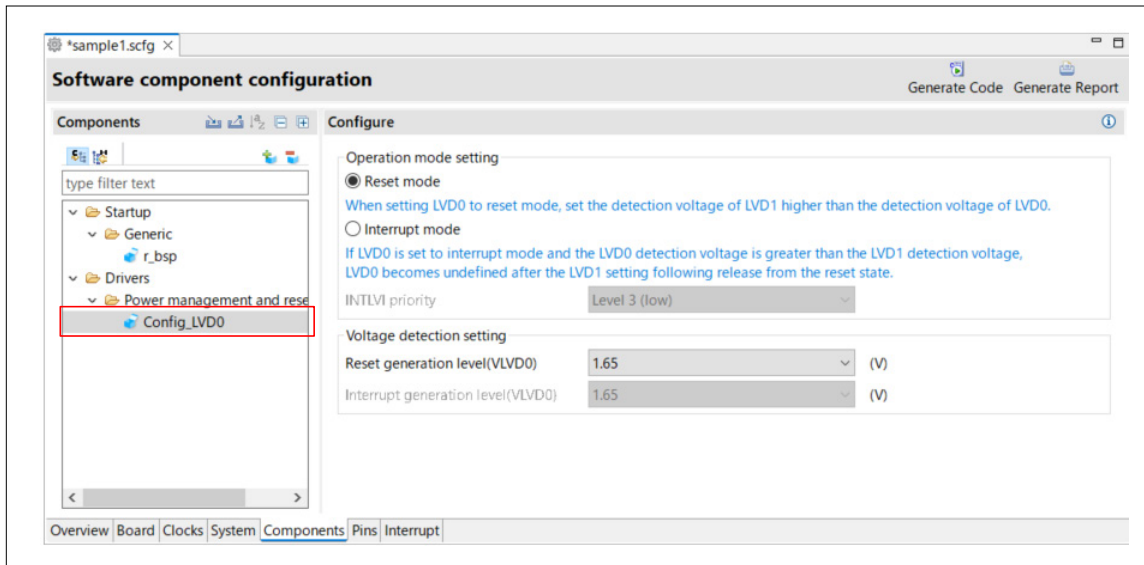 *sample1.scfg
Software component configuration
Generate Code Generate Report
Components
Configure
type filter text
Startup
Generic
r_bsp
Drivers
Power management and rese
Config_LVD0
Operation mode setting
Reset mode
When setting LVD0 to reset mode, set the detection voltage of LVD1 higher than the detection voltage of LVD0.
Interrupt mode
If LVD0 is set to interrupt mode and the LVD0 detection voltage is greater than the LVD1 detection voltage,
LVD0 becomes undefined after the LVD1 setting following release from the reset state.
INTLVI priority Level 3 (low)
Voltage detection setting
Reset generation level(VLVD0) 1.65 (V)
Interrupt generation level(VLVD0) 1.65 (V)
Overview Board Clocks System Components Pins Interrupt